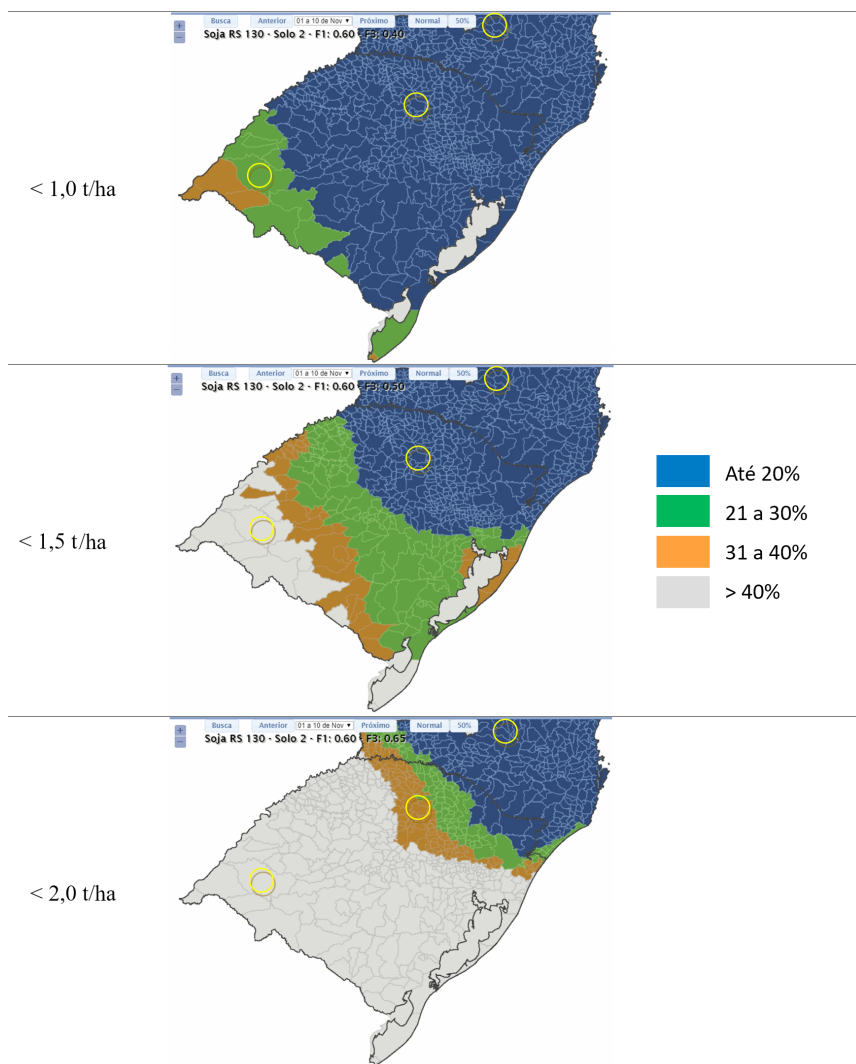 +
−
Busca Anterior 01 a 10 de Nov ▾ Próximo Normal 50%
Soja RS 130 - Solo 2 - F1: 0.60 - F3: 0.40
< 1,0 t/ha
+
−
Busca Anterior 01 a 10 de Nov ▾ Próximo Normal 50%
Soja RS 130 - Solo 2 - F1: 0.60 - F3: 0.50
< 1,5 t/ha
Até 20%
21 a 30%
31 a 40%
> 40%
+
−
Busca Anterior 01 a 10 de Nov ▾ Próximo Normal 50%
Soja RS 130 - Solo 2 - F1: 0.60 - F3: 0.65
< 2,0 t/ha